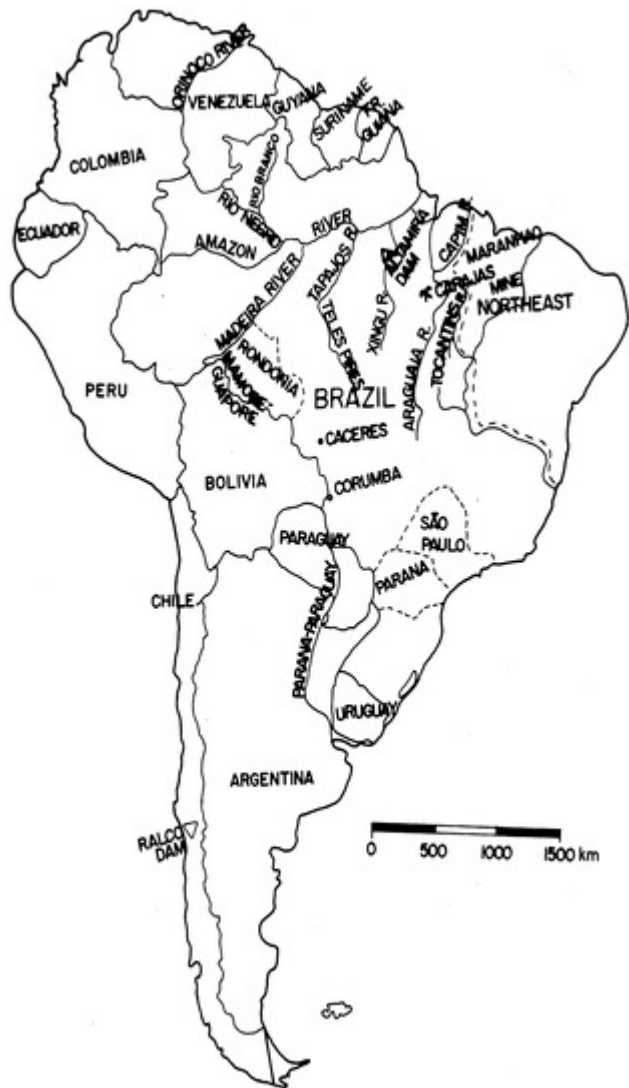 ORINOCO RIVER
VENEZUELA
GUYANA
SURINAME
FR.
GUIANA
COLOMBIA
RIO BRANCO
ECUADOR
RIO NEGRO
AMAZON
RIVER
TAPAJOS R.
ALTAMIRA
DAM
CAPIM R.
MARANHAO
CARAJAS
MINE
NORTHEAST
MADEIRA RIVER
TELES PIRES
XINGU R.
ARAGUAIA R.
TOCANTINS R.
RONDONIA
MAMORE
GUAPORE
PERU
BRAZIL
CACERES
BOLIVIA
CORUMBA
PARAGUAY
SÃO
PAULO
PARANA
CHILE
PARANA-PARAGUAY
URUGUAY
ARGENTINA
RALCO
DAM
0 500 1000 1500 km